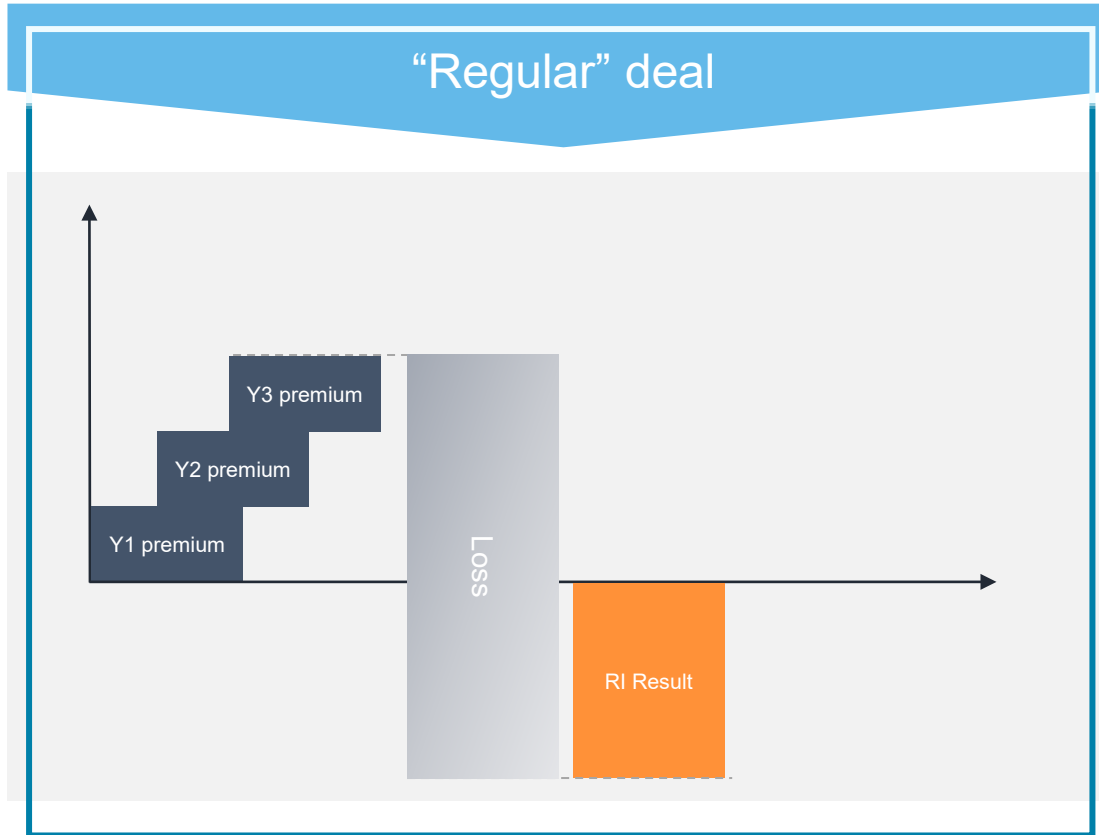 “Regular” deal
Y3 premium
Y2 premium
Y1 premium
Loss
RI Result